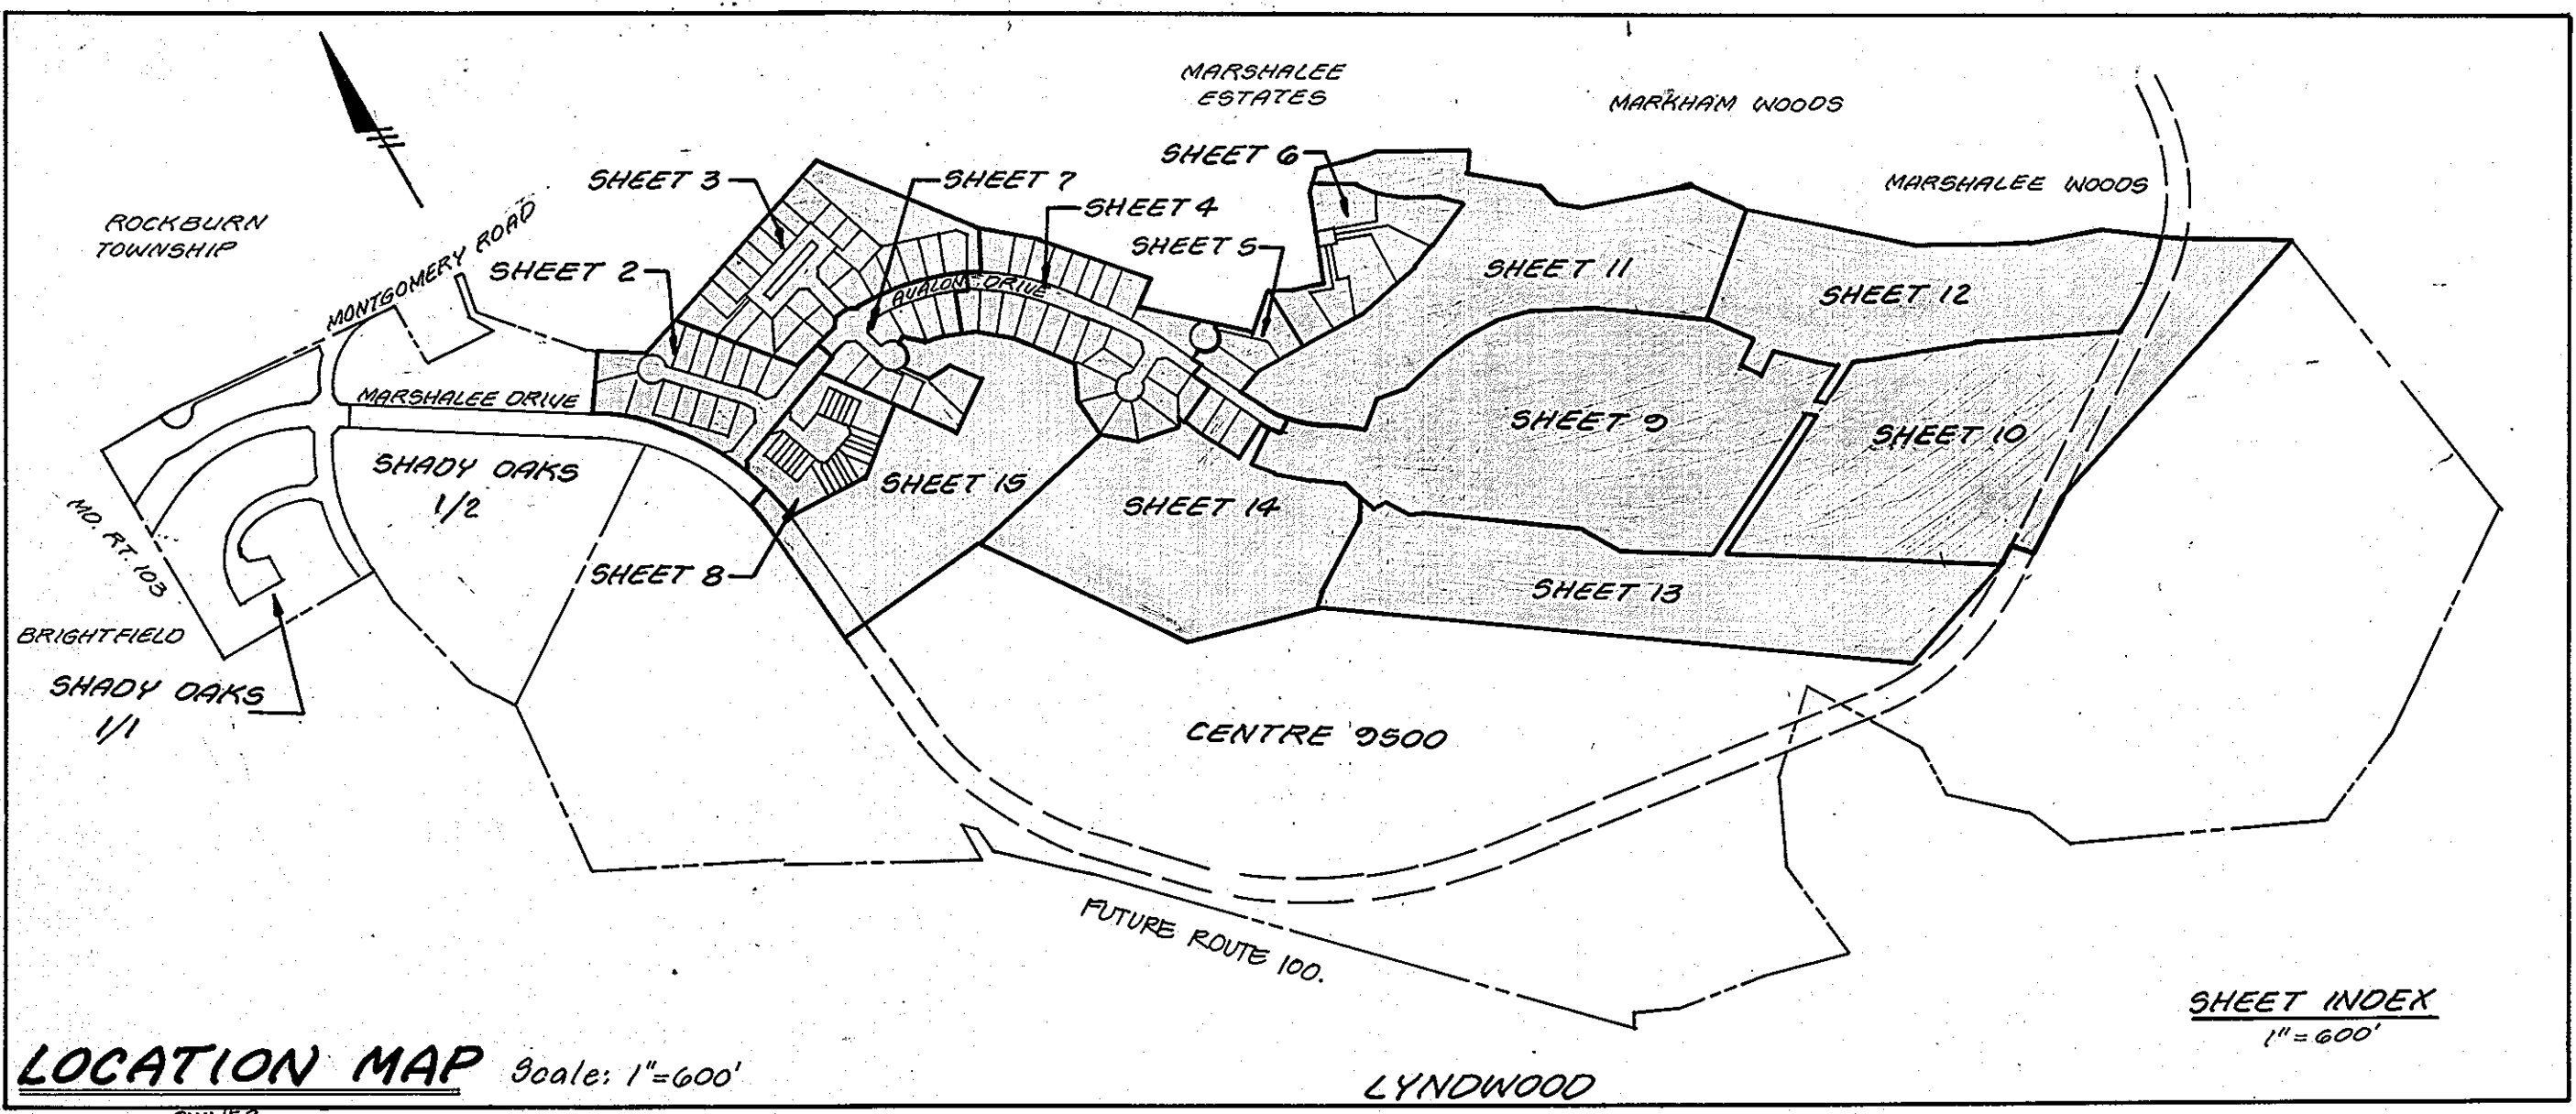 MARSHALEE
ESTATES
MARKHAM WOODS
SHEET 6
SHEET 3
SHEET 7
MARSHALEE WOODS
SHEET 4
ROCKBURN
TOWNSHIP
MONTGOMERY ROAD
SHEET 5
SHEET 2
SHEET 11
AVALON DRIVE
SHEET 12
MARSHALEE DRIVE
SHEET 9
SHEET 10
SHADY OAKS
1/2
SHEET 15
SHEET 14
MD. RT. 103
SHEET 8
SHEET 13
BRIGHTFIELD
SHADY OAKS
1/1
CENTRE 9500
FUTURE ROUTE 100.
SHEET INDEX
1"=600'
LOCATION MAP Scale: 1"=600'
LYNDWOOD